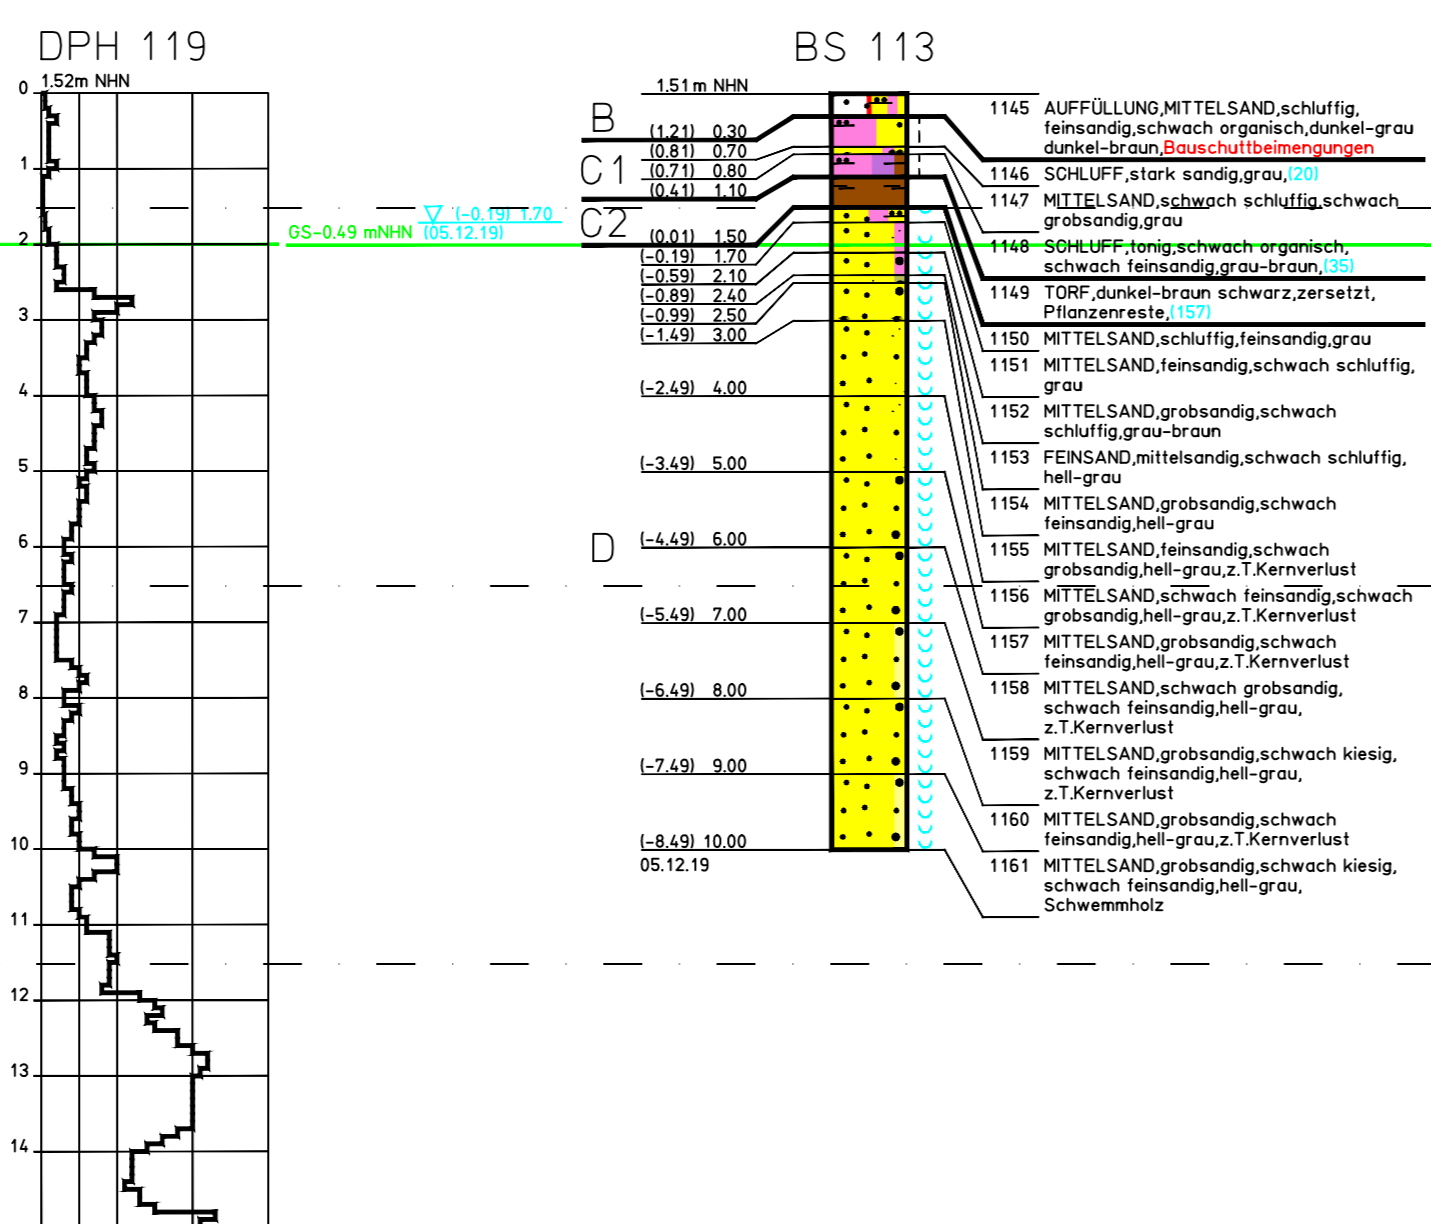 DPH 119
1.52m NHN
0
1
2
3
4
5
6
7
8
9
10
11
12
13
14
GS-0.49 mNHN
(-0.19) 1.70
(05.12.19)
BS 113
1.51 m NHN
B
C1
C2
D
(1.21) 0.30
(0.81) 0.70
(0.71) 0.80
(0.41) 1.10
(0.01) 1.50
(-0.19) 1.70
(-0.59) 2.10
(-0.89) 2.40
(-0.99) 2.50
(-1.49) 3.00
(-2.49) 4.00
(-3.49) 5.00
(-4.49) 6.00
(-5.49) 7.00
(-6.49) 8.00
(-7.49) 9.00
(-8.49) 10.00
05.12.19
1145 AUFFÜLLUNG,MITTELSAND,schluffig,
feinsandig,schwach organisch,dunkel-grau
dunkel-braun,Bauschuttbeimengungen
1146 SCHLUFF,stark sandig,grau,(20)
1147 MITTELSAND,schwach schluffig,schwach
grobsandig,grau
1148 SCHLUFF,tonig,schwach organisch,
schwach feinsandig,grau-braun,(35)
1149 TORF,dunkel-braun schwarz,zersetzt,
Pflanzenreste,(157)
1150 MITTELSAND,schluffig,feinsandig,grau
1151 MITTELSAND,feinsandig,schwach schluffig,
grau
1152 MITTELSAND,grobsandig,schwach
schluffig,grau-braun
1153 FEINSAND,mittelsandig,schwach schluffig,
hell-grau
1154 MITTELSAND,grobsandig,schwach
feinsandig,hell-grau
1155 MITTELSAND,feinsandig,schwach
grobsandig,hell-grau,z.T.Kernverlust
1156 MITTELSAND,schwach feinsandig,schwach
grobsandig,hell-grau,z.T.Kernverlust
1157 MITTELSAND,grobsandig,schwach
feinsandig,hell-grau,z.T.Kernverlust
1158 MITTELSAND,schwach grobsandig,
schwach feinsandig,hell-grau,
z.T.Kernverlust
1159 MITTELSAND,grobsandig,schwach kiesig,
schwach feinsandig,hell-grau,
z.T.Kernverlust
1160 MITTELSAND,grobsandig,schwach
feinsandig,hell-grau,z.T.Kernverlust
1161 MITTELSAND,grobsandig,schwach kiesig,
schwach feinsandig,hell-grau,
Schwemmholz